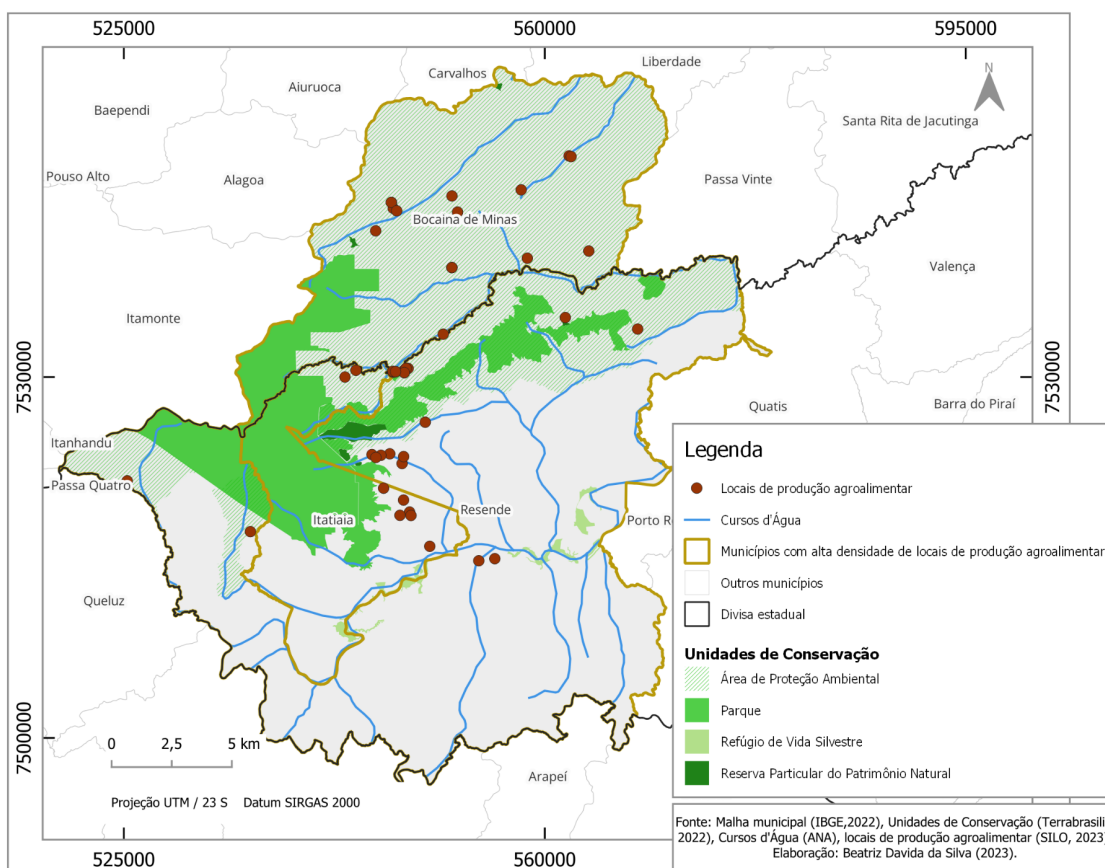 525000
560000
595000
Liberdade
Carvalhos
Aiuruoca
N
Baependi
Santa Rita de Jacutinga
Pouso Alto
Alagoa
Passa Vinte
Bocaina de Minas
Valença
Itamonte
7530000
7530000
Quatis
Barra do Piraí
Itanhandu
Passa Quatro
Resende
Itatiaia
Porto R
Queluz
Legenda
Locais de produção agroalimentar
Cursos d'Água
Municípios com alta densidade de locais de produção agroalimentar
Outros municípios
Divisa estadual
Unidades de Conservação
Área de Proteção Ambiental
Parque
Refúgio de Vida Silvestre
Reserva Particular do Patrimônio Natural
7500000
0 2,5 5 km
Arapeí
Projeção UTM / 23 S Datum SIRGAS 2000
Fonte: Malha municipal (IBGE,2022), Unidades de Conservação (Terrabrasili
2022), Cursos d'Água (ANA), locais de produção agroalimentar (SILO, 2023)
Elaboração: Beatriz Davida da Silva (2023).
525000
560000